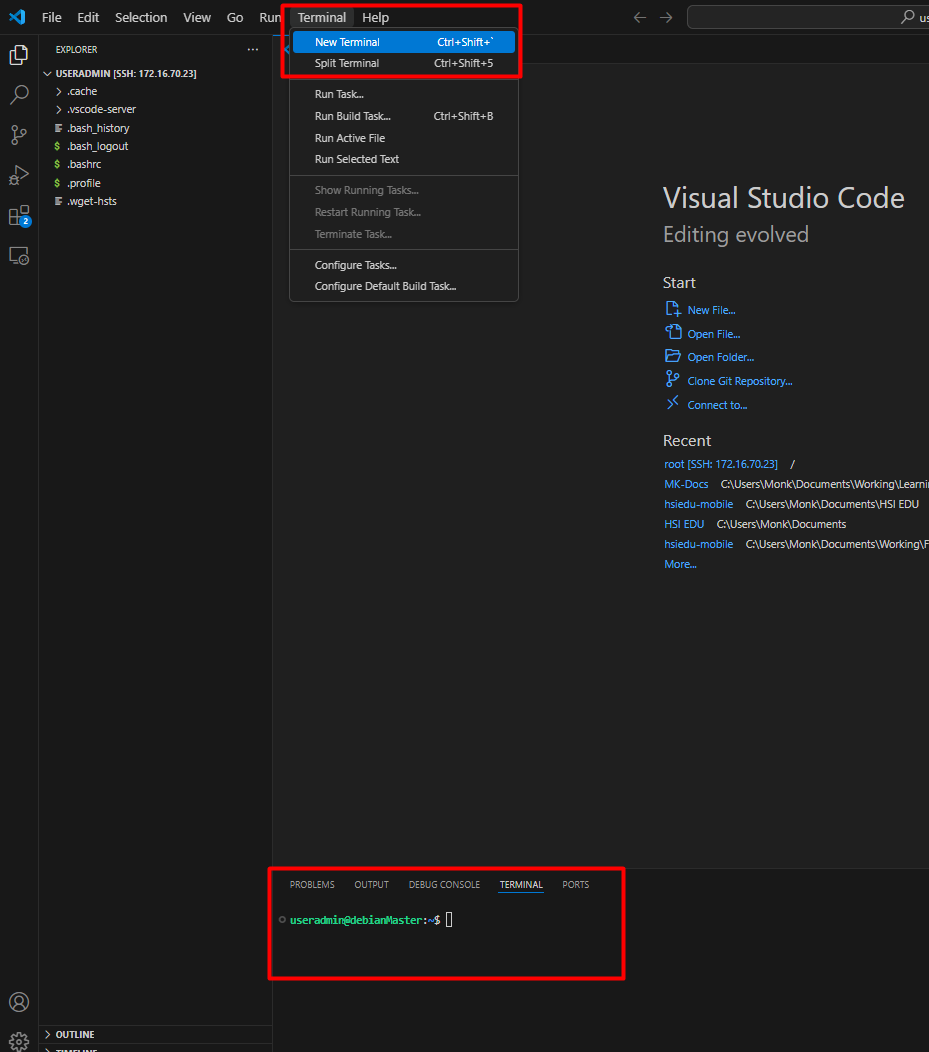 File Edit Selection View Go Run Terminal Help
EXPLORER ...
USERADMIN [SSH: 172.16.70.23]
.cache
.vscode-server
.bash_history
$ .bash_logout
$ .bashrc
$ .profile
.wget-hsts
2
New Terminal Ctrl+Shift+`
Split Terminal Ctrl+Shift+5
Run Task...
Run Build Task... Ctrl+Shift+B
Run Active File
Run Selected Text
Show Running Tasks...
Restart Running Task...
Terminate Task...
Configure Tasks...
Configure Default Build Task...
Visual Studio Code
Editing evolved
Start
New File...
Open File...
Open Folder...
Clone Git Repository...
Connect to...
Recent
root [SSH: 172.16.70.23] /
MK-Docs C:\Users\Monk\Documents\Working\Learnin
hsiedu-mobile C:\Users\Monk\Documents\HSI EDU
HSI EDU C:\Users\Monk\Documents
hsiedu-mobile C:\Users\Monk\Documents\Working\F
More...
PROBLEMS OUTPUT DEBUG CONSOLE TERMINAL PORTS
useradmin@debianMaster:~$
OUTLINE
TIMELINE